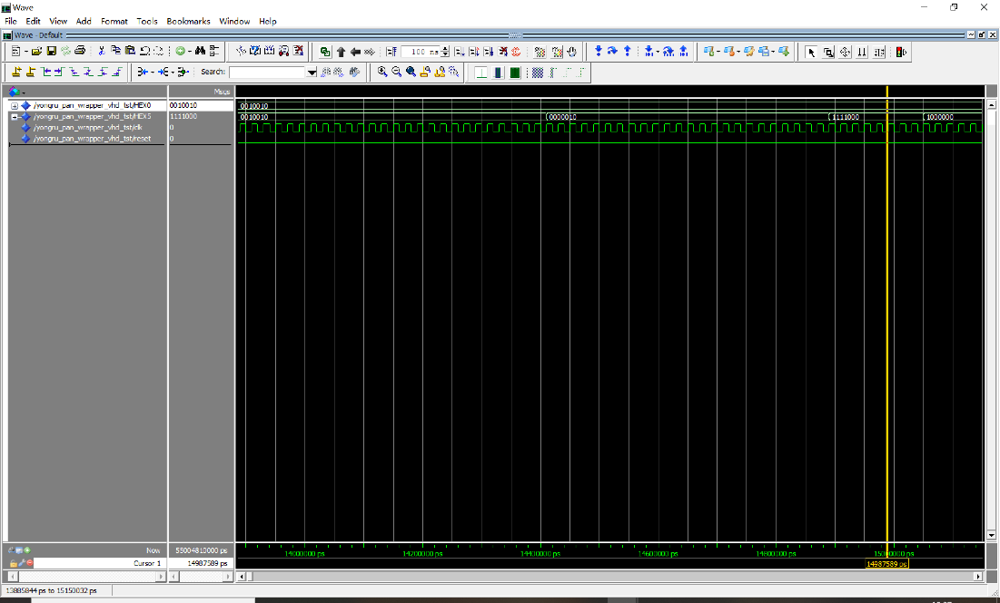 Wave
File Edit View Add Format Tools Bookmarks Window Help
Wave - Default
100 ns
Search:
Msgs
/yongru_pan_wrapper_vhd_tst/HEX0 0010010 0010010
/yongru_pan_wrapper_vhd_tst/HEX5 1111000 0010010 0000010 1111000 1000000
/yongru_pan_wrapper_vhd_tst/clk 0
/yongru_pan_wrapper_vhd_tst/reset 0
Now 55004810000 ps 14000000 ps 14200000 ps 14400000 ps 14600000 ps 14800000 ps
Cursor 1 14987589 ps 14987589 ps
13885844 ps to 15150032 ps